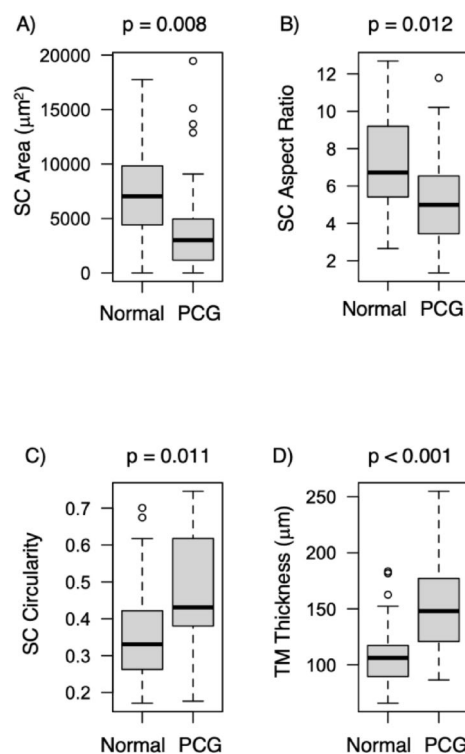 A) p = 0.008
SC Area (μm²)
20000
15000
10000
5000
0
Normal PCG
B) p = 0.012
SC Aspect Ratio
12
10
8
6
4
2
Normal PCG
C) p = 0.011
SC Circularity
0.7
0.6
0.5
0.4
0.3
0.2
Normal PCG
D) p < 0.001
TM Thickness (μm)
250
200
150
100
Normal PCG